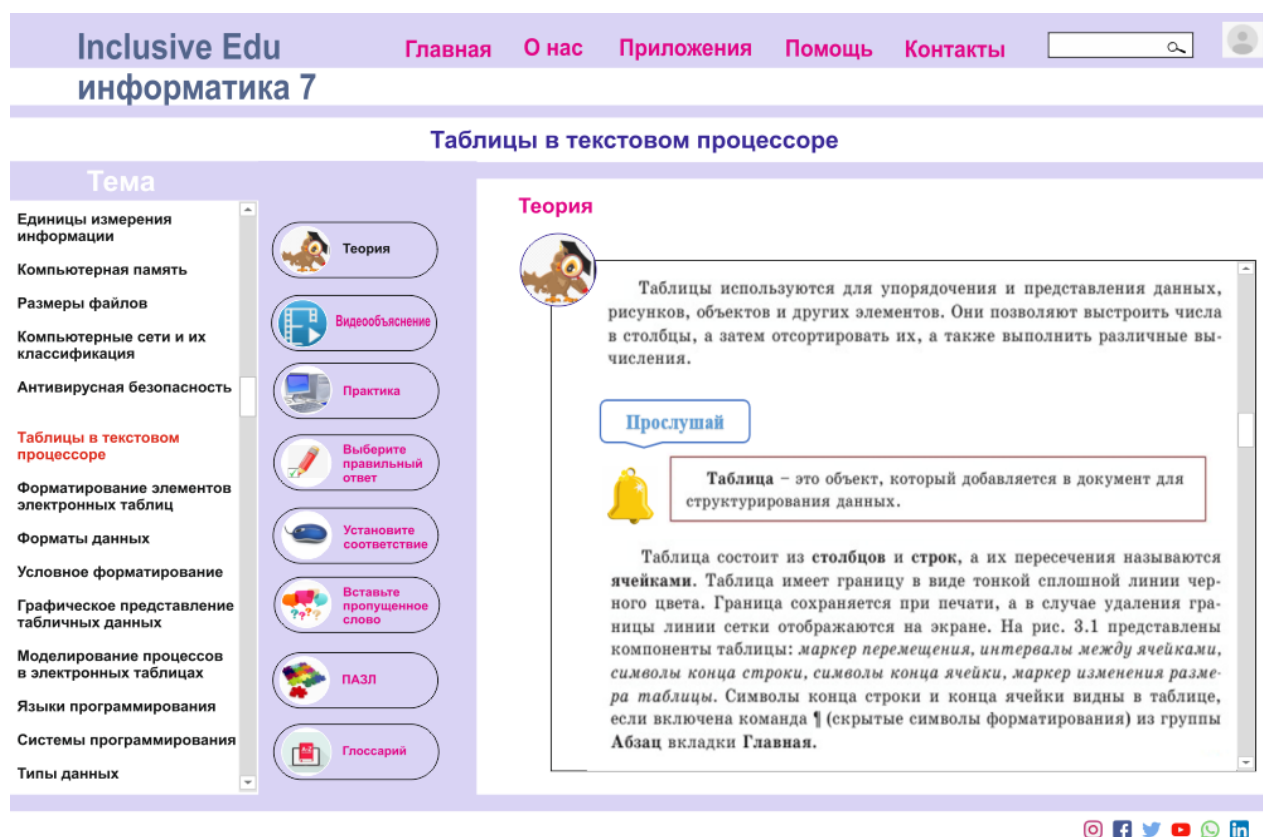 Inclusive Edu
информатика 7
Главная О нас Приложения Помощь Контакты
Таблицы в текстовом процессоре
Тема
Единицы измерения
информации
Компьютерная память
Размеры файлов
Компьютерные сети и их
классификация
Антивирусная безопасность
Таблицы в текстовом
процессоре
Форматирование элементов
электронных таблиц
Форматы данных
Условное форматирование
Графическое представление
табличных данных
Моделирование процессов
в электронных таблицах
Языки программирования
Системы программирования
Типы данных
Теория
Видеообъяснение
Практика
Выберите
правильный
ответ
Установите
соответствие
Вставьте
пропущенное
слово
ПАЗЛ
Глоссарий
Теория
Таблицы используются для упорядочения и представления данных,
рисунков, объектов и других элементов. Они позволяют выстроить числа
в столбцы, а затем отсортировать их, а также выполнить различные вы-
числения.
Прослушай
Таблица – это объект, который добавляется в документ для
структурирования данных.
Таблица состоит из столбцов и строк, а их пересечения называются
ячейками. Таблица имеет границу в виде тонкой сплошной линии чер-
ного цвета. Граница сохраняется при печати, а в случае удаления гра-
ницы линии сетки отображаются на экране. На рис. 3.1 представлены
компоненты таблицы: маркер перемещения, интервалы между ячейками,
символы конца строки, символы конца ячейки, маркер изменения разме-
ра таблицы. Символы конца строки и конца ячейки видны в таблице,
если включена команда ¶ (скрытые символы форматирования) из группы
Абзац вкладки Главная.